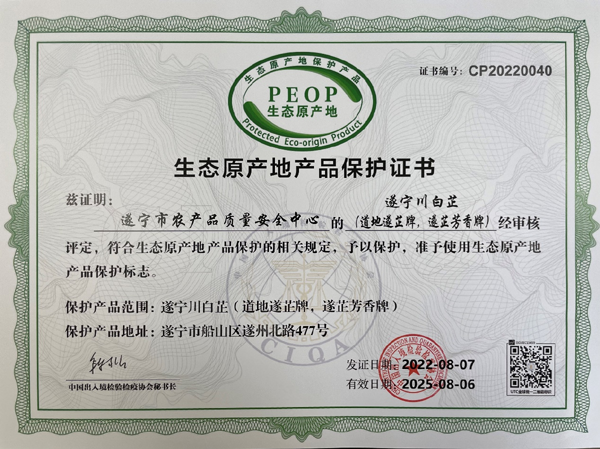 证书编号: CP20220040
生态原产地保护产品
PEOP
生态原产地
Protected Eco-origin Product
生态原产地产品保护证书
兹证明: 遂宁川白芷
遂宁市农产品质量安全中心 的 (道地遂芷牌, 遂芷芳香牌) 经审核
评定, 符合生态原产地产品保护的相关规定, 予以保护, 准予使用生态原产地
产品保护标志。
保护产品范围: 遂宁川白芷 (道地遂芷牌, 遂芷芳香牌)
保护产品地址: 遂宁市船山区遂州北路477号
CIQA
发证日期: 2022-08-07
有效日期: 2025-08-06
中国出入境检验检疫协会秘书长